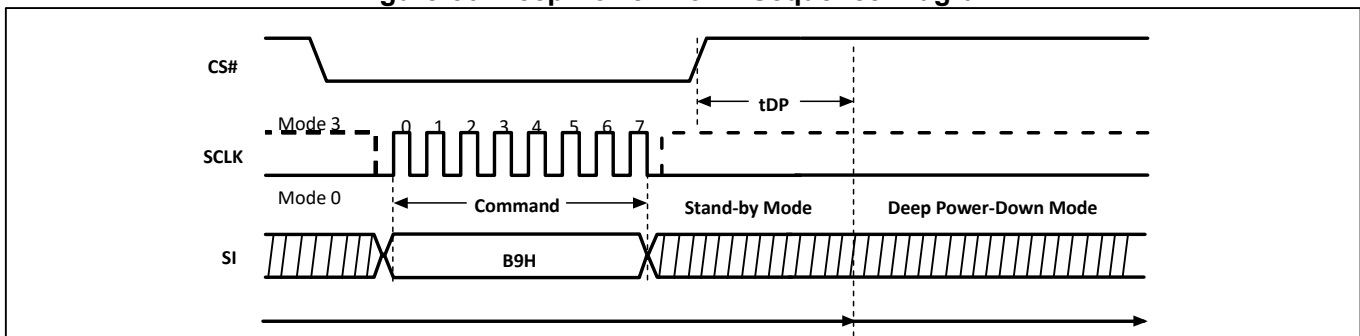 CS#
tDP
Mode 3
0 1 2 3 4 5 6 7
SCLK
Mode 0
Command
Stand-by Mode
Deep Power-Down Mode
SI
B9H